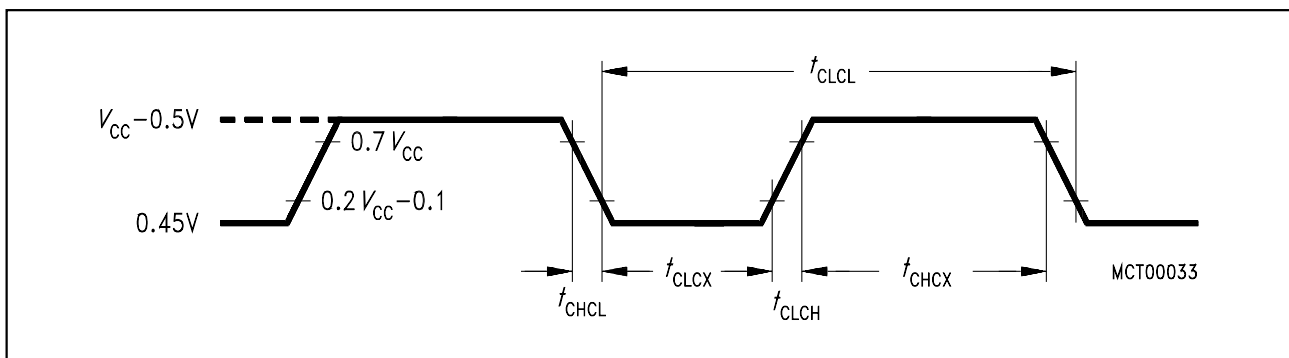 tCLCL
VCC−0.5V
0.7 VCC
0.2 VCC−0.1
0.45V
tCHCL
tCLCX
tCLCH
tCHCX
MCT00033